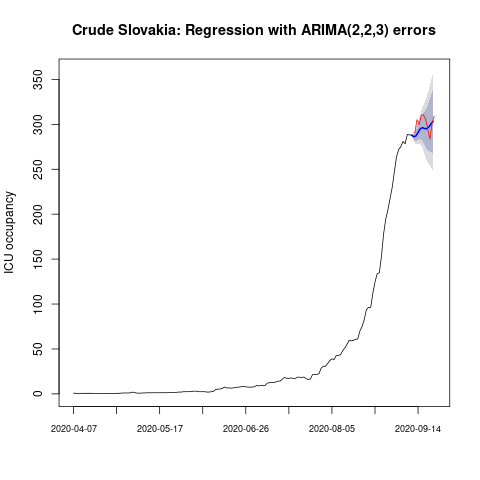 Crude Slovakia: Regression with ARIMA(2,2,3) errors
ICU occupancy
350
300
250
200
150
100
50
0
2020-04-07 2020-05-17 2020-06-26 2020-08-05 2020-09-14